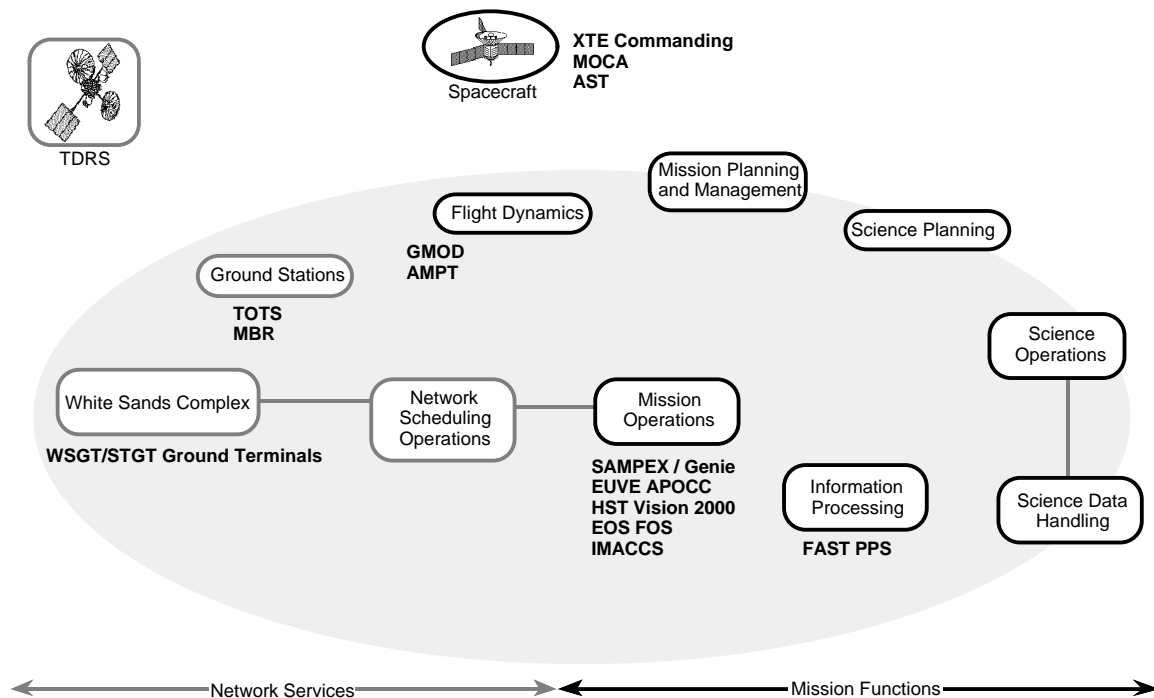 XTE Commanding
MOCA
AST
Spacecraft
TDRS
Mission Planning
and Management
Flight Dynamics
Science Planning
GMOD
AMPT
Ground Stations
TOTS
MBR
Science
Operations
White Sands Complex
Network
Scheduling
Operations
Mission
Operations
WSGT/STGT Ground Terminals
SAMPEX / Genie
EUVE APOCC
HST Vision 2000
EOS FOS
IMACCS
Information
Processing
FAST PPS
Science Data
Handling
Network Services
Mission Functions